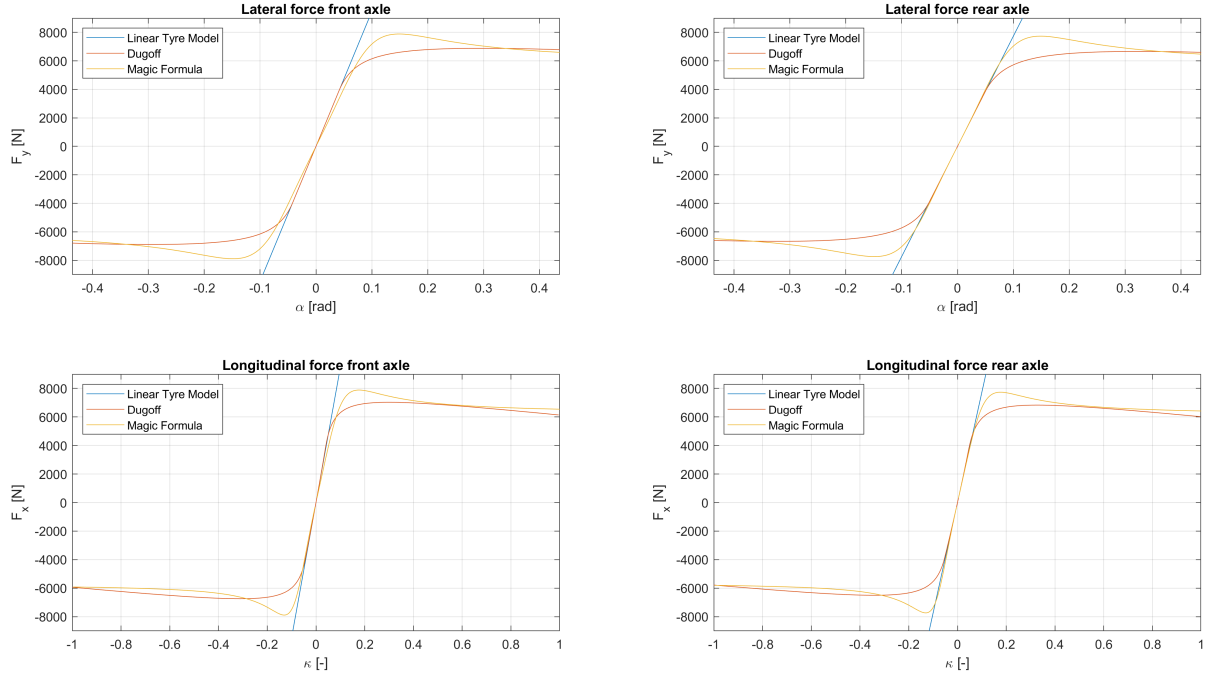 Lateral force front axle
Linear Tyre Model
Dugoff
Magic Formula
8000
6000
4000
2000
0
-2000
-4000
-6000
-8000
F_y [N]
-0.4 -0.3 -0.2 -0.1 0 0.1 0.2 0.3 0.4
α [rad]
Lateral force rear axle
Linear Tyre Model
Dugoff
Magic Formula
8000
6000
4000
2000
0
-2000
-4000
-6000
-8000
F_y [N]
-0.4 -0.3 -0.2 -0.1 0 0.1 0.2 0.3 0.4
α [rad]
Longitudinal force front axle
Linear Tyre Model
Dugoff
Magic Formula
8000
6000
4000
2000
0
-2000
-4000
-6000
-8000
F_x [N]
-1 -0.8 -0.6 -0.4 -0.2 0 0.2 0.4 0.6 0.8 1
κ [-]
Longitudinal force rear axle
Linear Tyre Model
Dugoff
Magic Formula
8000
6000
4000
2000
0
-2000
-4000
-6000
-8000
F_x [N]
-1 -0.8 -0.6 -0.4 -0.2 0 0.2 0.4 0.6 0.8 1
κ [-]